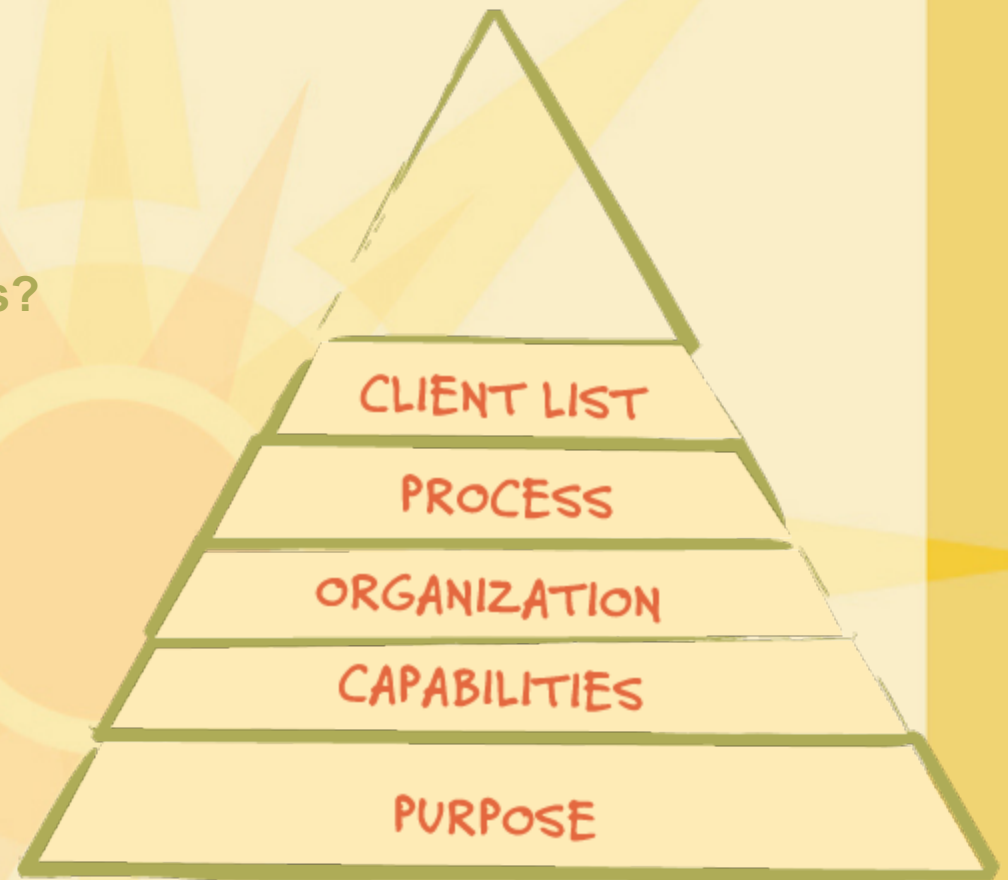 s?
CLIENT LIST
PROCESS
ORGANIZATION
CAPABILITIES
PURPOSE